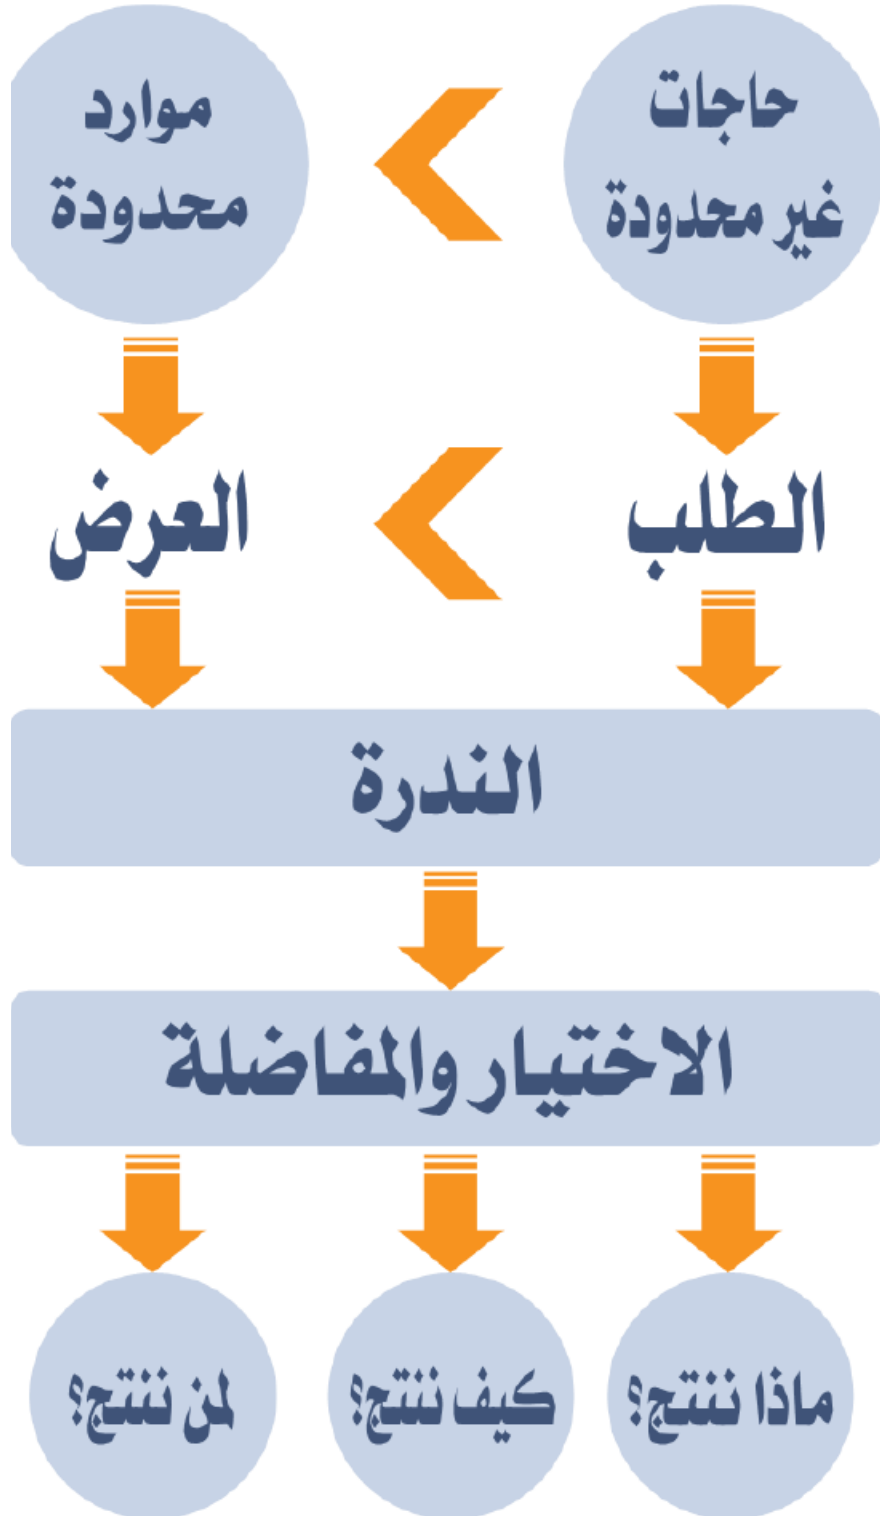 حاجات
غير محدودة
موارد
محدودة
الطلب
العرض
الندرة
الاختيار والمفاضلة
ماذا ننتج؟
كيف ننتج؟
لمن ننتج؟